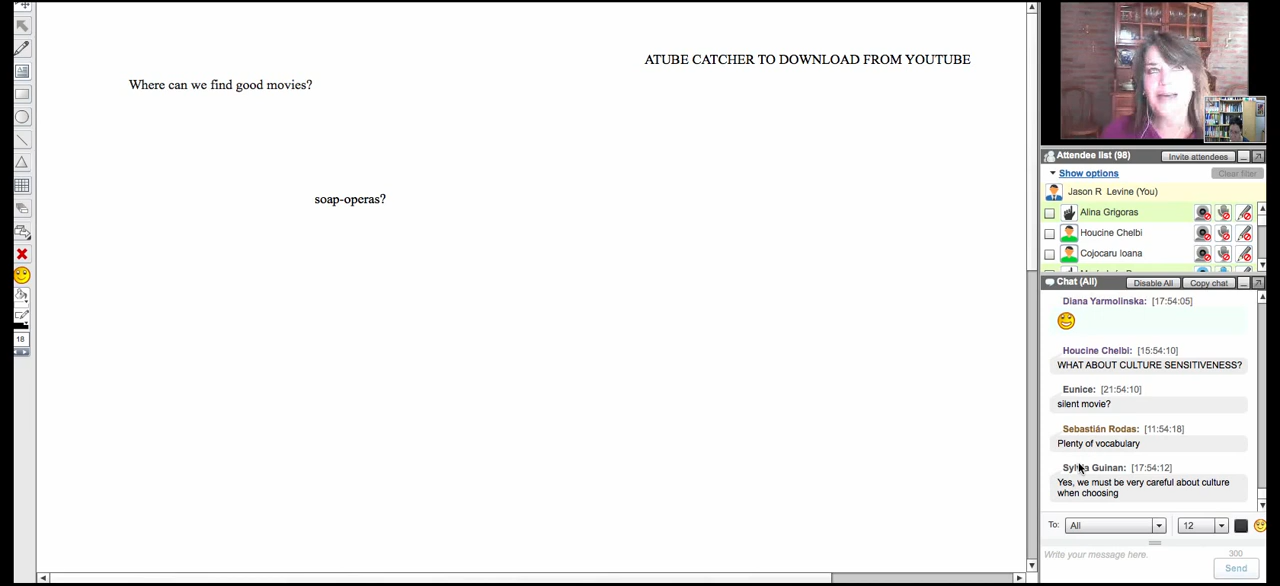 ATUBE CATCHER TO DOWNLOAD FROM YOUTUBE
Where can we find good movies?
soap-operas?
18
Attendee list (98)
Invite attendees
Show options
Clear filter
Jason R Levine (You)
Alina Grigoras
Houcine Chelbi
Cojocaru Ioana
Chat (All)
Disable All
Copy chat
Diana Yarmolinska: [17:54:05]
Houcine Chelbi: [15:54:10]
WHAT ABOUT CULTURE SENSITIVENESS?
Eunice: [21:54:10]
silent movie?
Sebastián Rodas: [11:54:18]
Plenty of vocabulary
Sylvia Guinan: [17:54:12]
Yes, we must be very careful about culture
when choosing
To: All 12
Write your message here.
300
Send